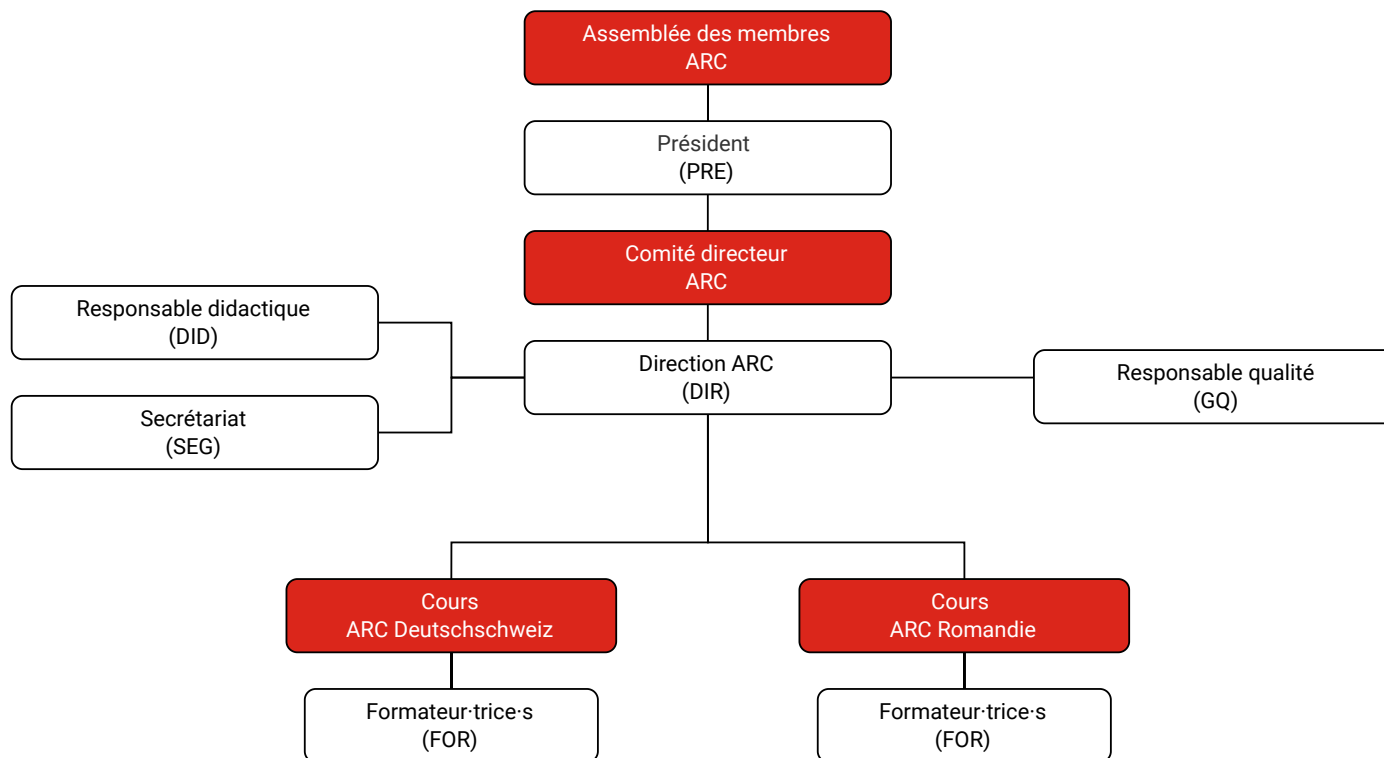 Assemblée des membres
ARC
Président
(PRE)
Comité directeur
ARC
Responsable didactique
(DID)
Direction ARC
(DIR)
Responsable qualité
(GQ)
Secrétariat
(SEG)
Cours
ARC Deutschschweiz
Cours
ARC Romandie
Formateur·trice·s
(FOR)
Formateur·trice·s
(FOR)